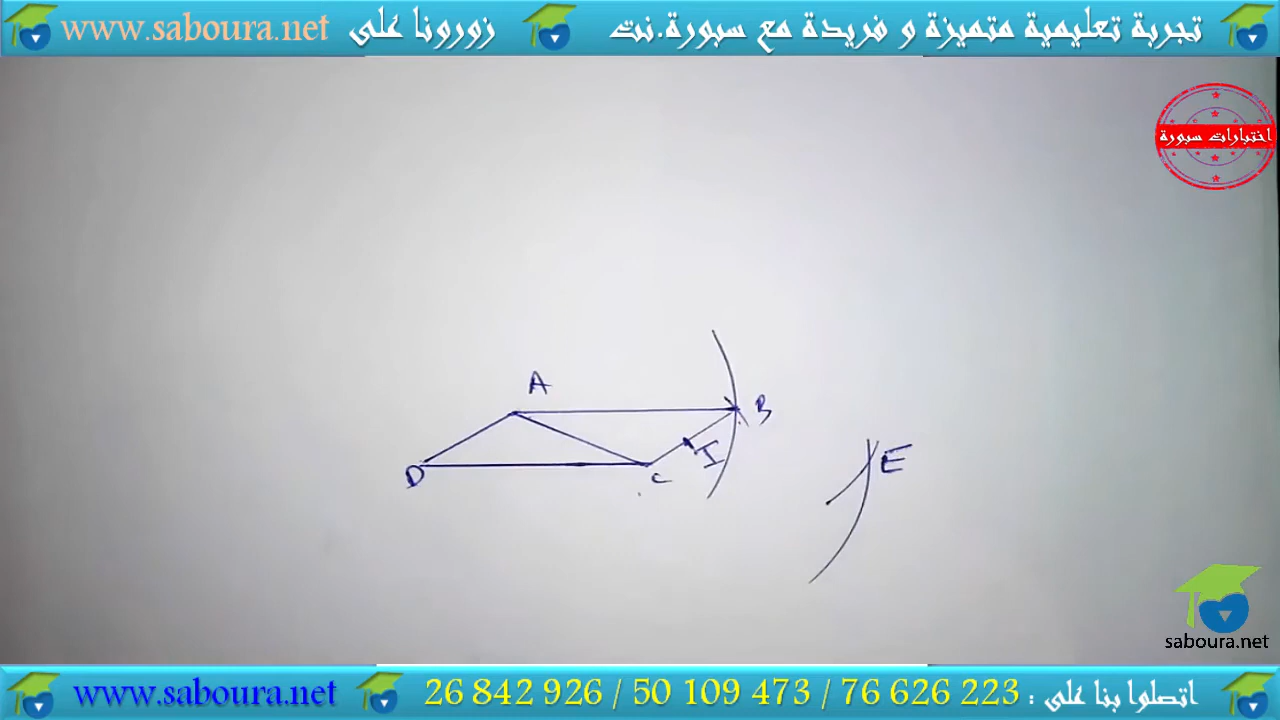 تجربة تعليمية متميزة و فريدة مع سبورة.نت زورونا على www.saboura.net
اختبارات سبورة
A
B
I
D
C
E
saboura.net
اتصلوا بنا على : 26 842 926 / 50 109 473 / 76 626 223 www.saboura.net